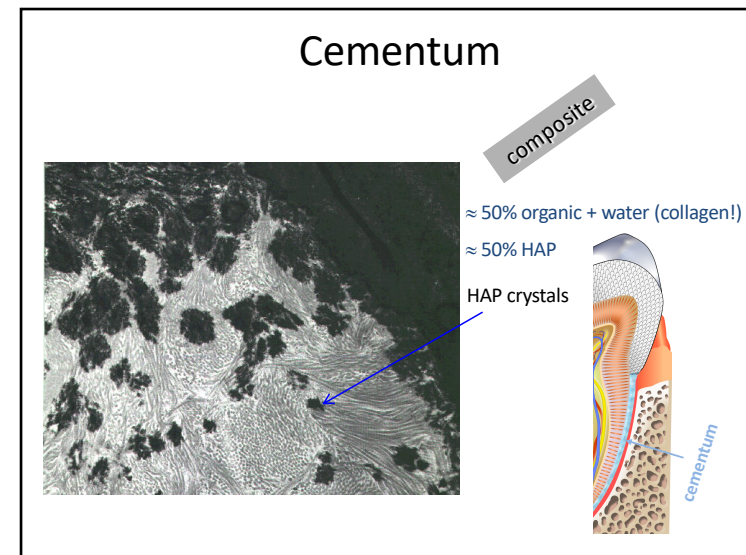 Cementum
composite
≈ 50% organic + water (collagen!)
≈ 50% HAP
HAP crystals
cementum